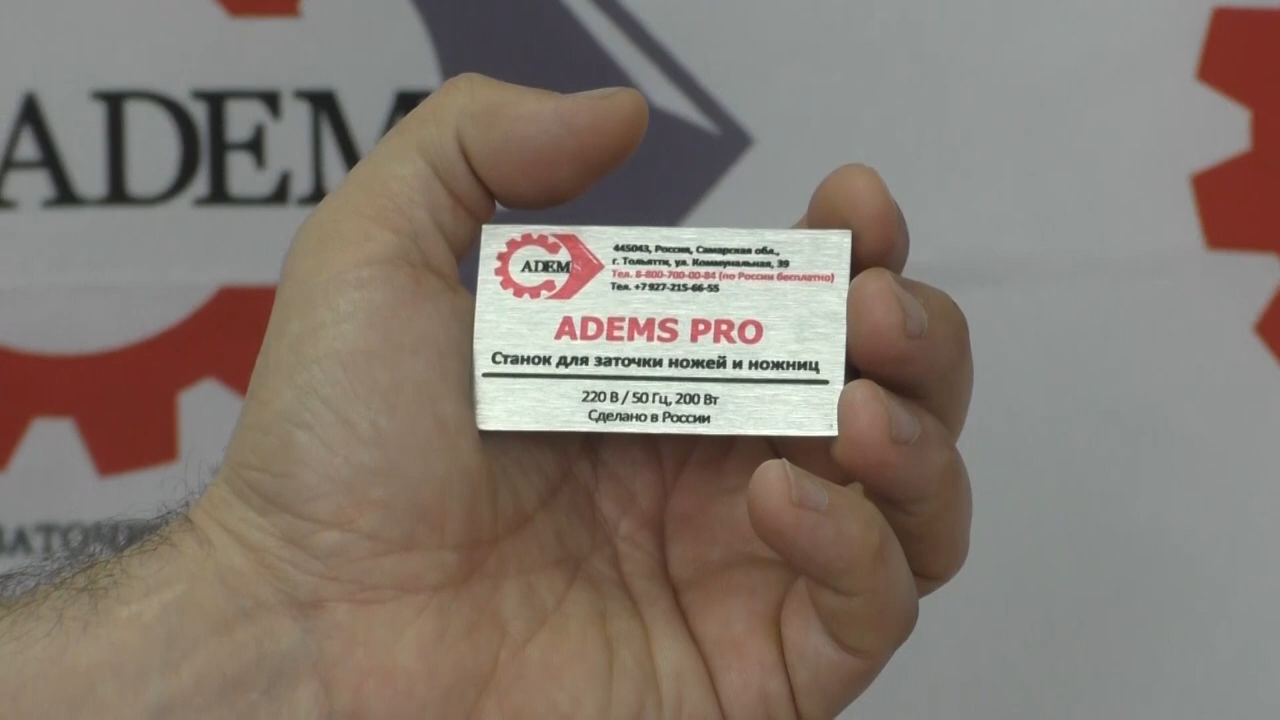 ADEM
ADEMS
445043, Россия, Самарская обл.,
г. Тольятти, ул. Коммунальная, 39
Тел. 8-800-700-00-84 (по России бесплатно)
Тел. +7 927-215-66-55
ADEMS PRO
Станок для заточки ножей и ножниц
220 В / 50 Гц, 200 Вт
Сделано в России